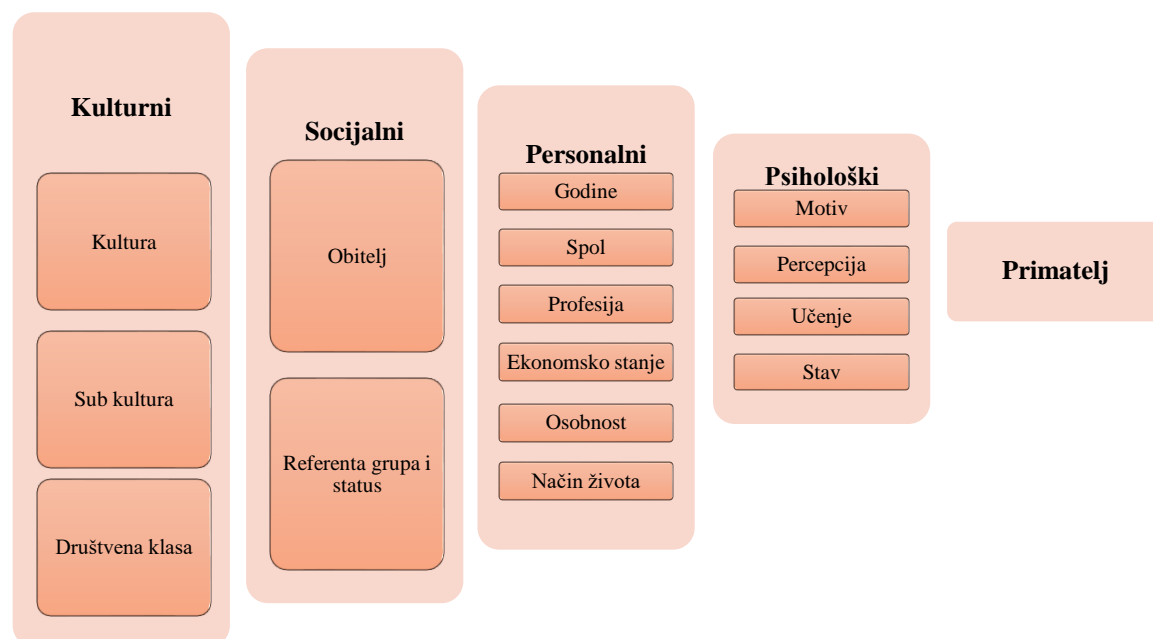 Kulturni
Kultura
Sub kultura
Društvena klasa
Socijalni
Obitelj
Referenta grupa i
status
Personalni
Godine
Spol
Profesija
Ekonomsko stanje
Osobnost
Način života
Psihološki
Motiv
Percepcija
Učenje
Stav
Primatelj